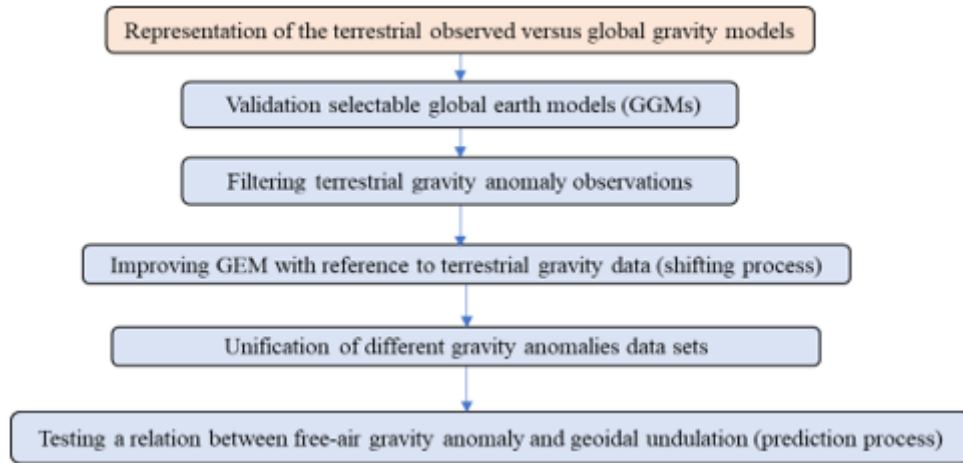 Representation of the terrestrial observed versus global gravity models
Validation selectable global earth models (GGMs)
Filtering terrestrial gravity anomaly observations
Improving GEM with reference to terrestrial gravity data (shifting process)
Unification of different gravity anomalies data sets
Testing a relation between free-air gravity anomaly and geoidal undulation (prediction process)